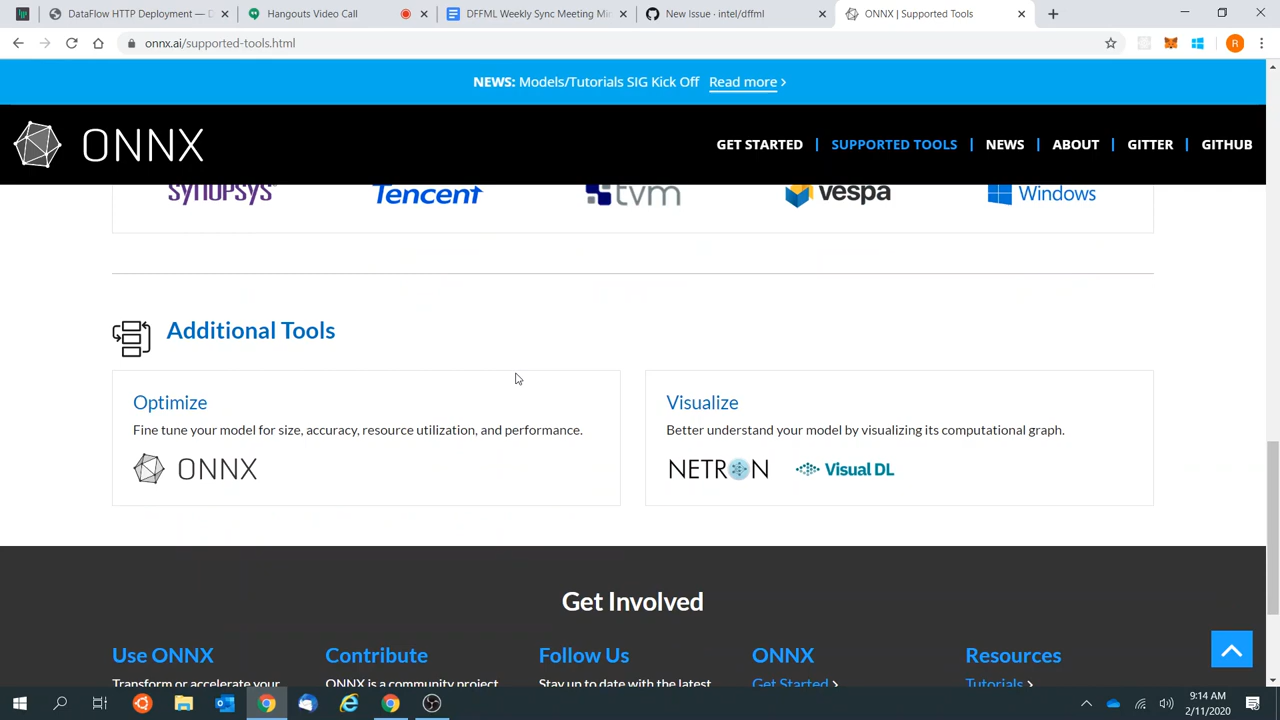 DataFlow HTTP Deployment — D
Hangouts Video Call
DFFML Weekly Sync Meeting Mi
New Issue · intel/dffml
ONNX | Supported Tools
onnx.ai/supported-tools.html
R
NEWS: Models/Tutorials SIG Kick Off Read more >
ONNX
GET STARTED | SUPPORTED TOOLS | NEWS | ABOUT | GITTER | GITHUB
SYNOPSYS Tencent tvm vespa Windows
Additional Tools
Optimize
Fine tune your model for size, accuracy, resource utilization, and performance.
ONNX
Visualize
Better understand your model by visualizing its computational graph.
NETRON Visual DL
Get Involved
Use ONNX
Transform or accelerate your
Contribute
ONNX is a community project
Follow Us
Stay up to date with the latest
ONNX
Get Started >
Resources
Tutorials >
9:14 AM
2/11/2020